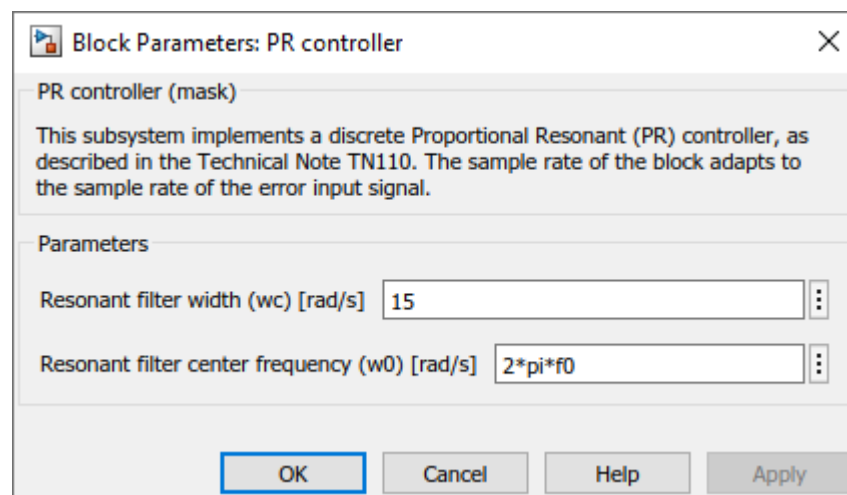 Block Parameters: PR controller
PR controller (mask)
This subsystem implements a discrete Proportional Resonant (PR) controller, as
described in the Technical Note TN110. The sample rate of the block adapts to
the sample rate of the error input signal.
Parameters
Resonant filter width (wc) [rad/s] 15
Resonant filter center frequency (w0) [rad/s] 2*pi*f0
OK Cancel Help Apply